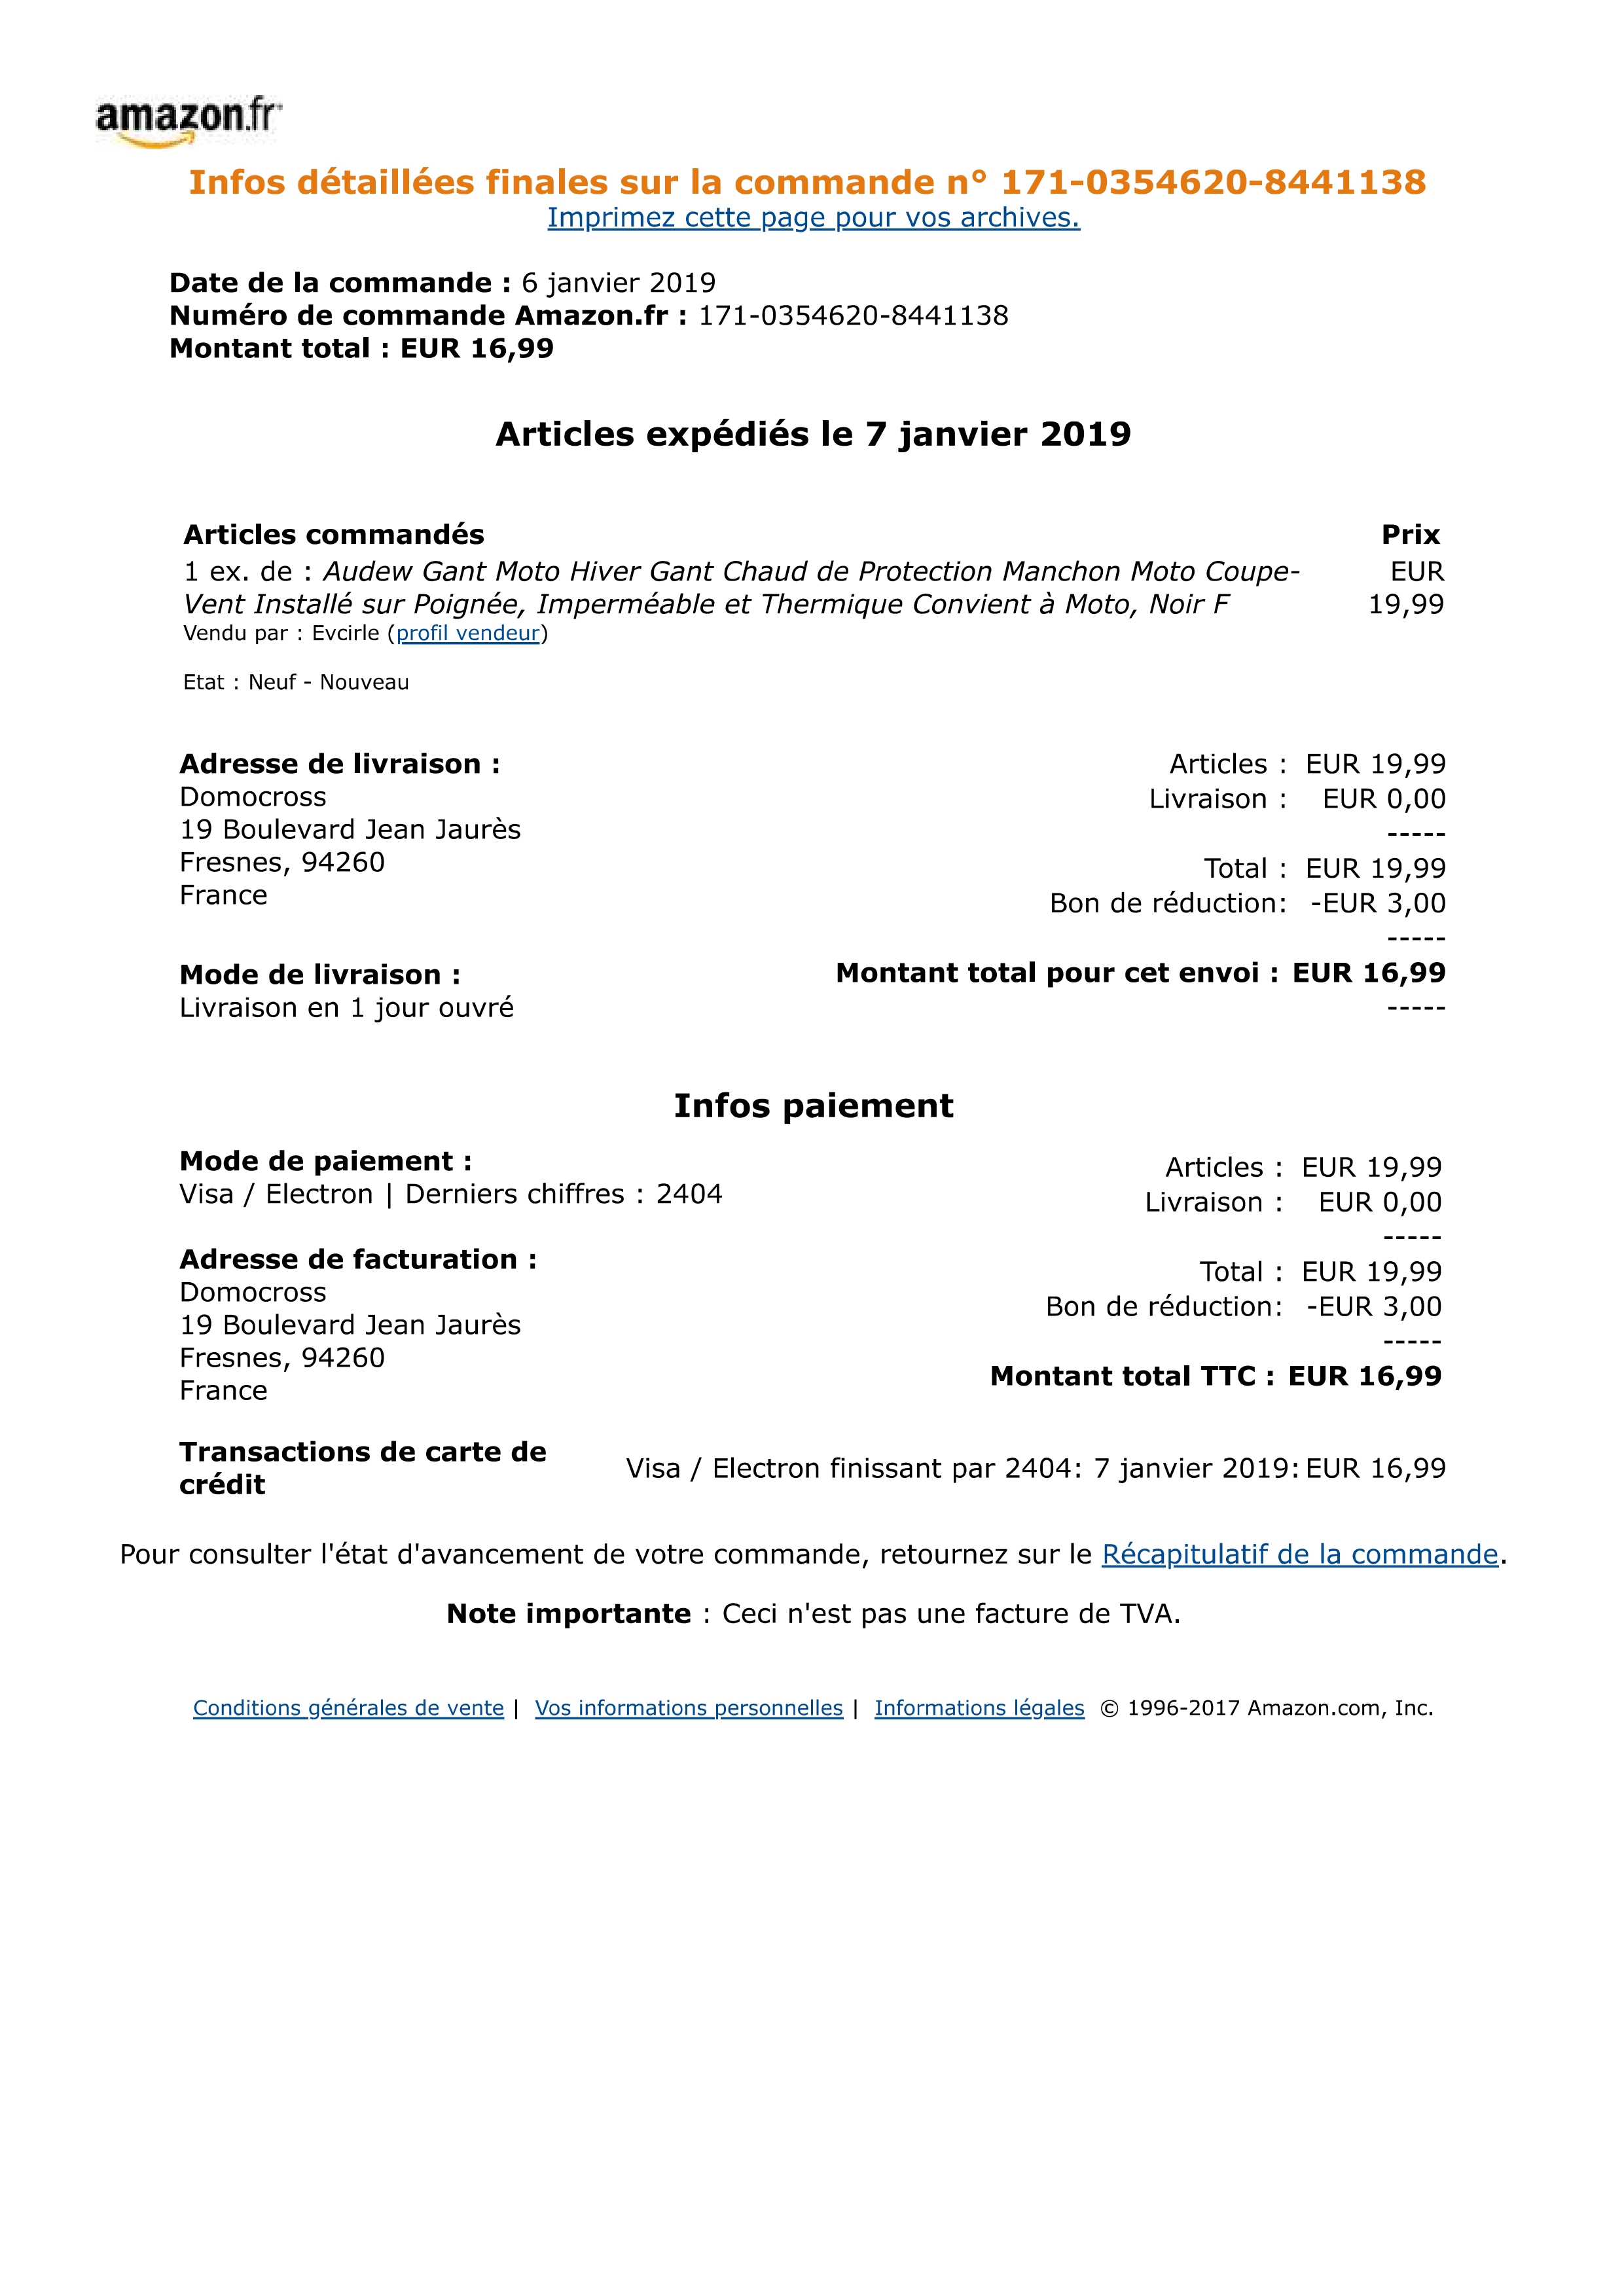 amazon.fr
Infos détaillées finales sur la commande n° 171-0354620-8441138
Imprimez cette page pour vos archives.
Date de la commande : 6 janvier 2019
Numéro de commande Amazon.fr : 171-0354620-8441138
Montant total : EUR 16,99
Articles expédiés le 7 janvier 2019
Articles commandés Prix
1 ex. de : Audew Gant Moto Hiver Gant Chaud de Protection Manchon Moto Coupe- EUR
Vent Installé sur Poignée, Imperméable et Thermique Convient à Moto, Noir F 19,99
Vendu par : Evcirle (profil vendeur)
Etat : Neuf - Nouveau
Adresse de livraison :
Domocross
19 Boulevard Jean Jaurès
Fresnes, 94260
France
Mode de livraison :
Livraison en 1 jour ouvré
Articles : EUR 19,99
Livraison : EUR 0,00
-----
Total : EUR 19,99
Bon de réduction: -EUR 3,00
-----
Montant total pour cet envoi : EUR 16,99
-----
Infos paiement
Mode de paiement :
Visa / Electron | Derniers chiffres : 2404
Adresse de facturation :
Domocross
19 Boulevard Jean Jaurès
Fresnes, 94260
France
Articles : EUR 19,99
Livraison : EUR 0,00
-----
Total : EUR 19,99
Bon de réduction: -EUR 3,00
-----
Montant total TTC : EUR 16,99
Transactions de carte de
crédit
Visa / Electron finissant par 2404: 7 janvier 2019: EUR 16,99
Pour consulter l'état d'avancement de votre commande, retournez sur le Récapitulatif de la commande.
Note importante : Ceci n'est pas une facture de TVA.
Conditions générales de vente | Vos informations personnelles | Informations légales © 1996-2017 Amazon.com, Inc.